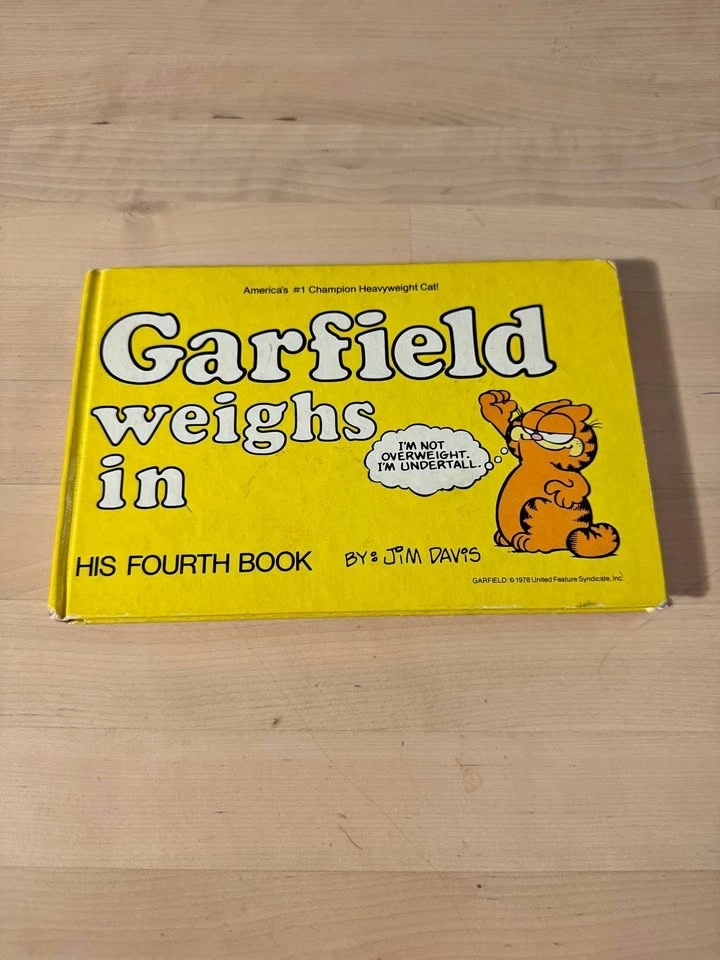 America's #1 Champion Heavyweight Cat!
Garfield
weighs
in
I'M NOT
OVERWEIGHT.
I'M UNDERTALL.
HIS FOURTH BOOK
BY: JIM DAVIS
GARFIELD: © 1978 United Feature Syndicate, Inc.